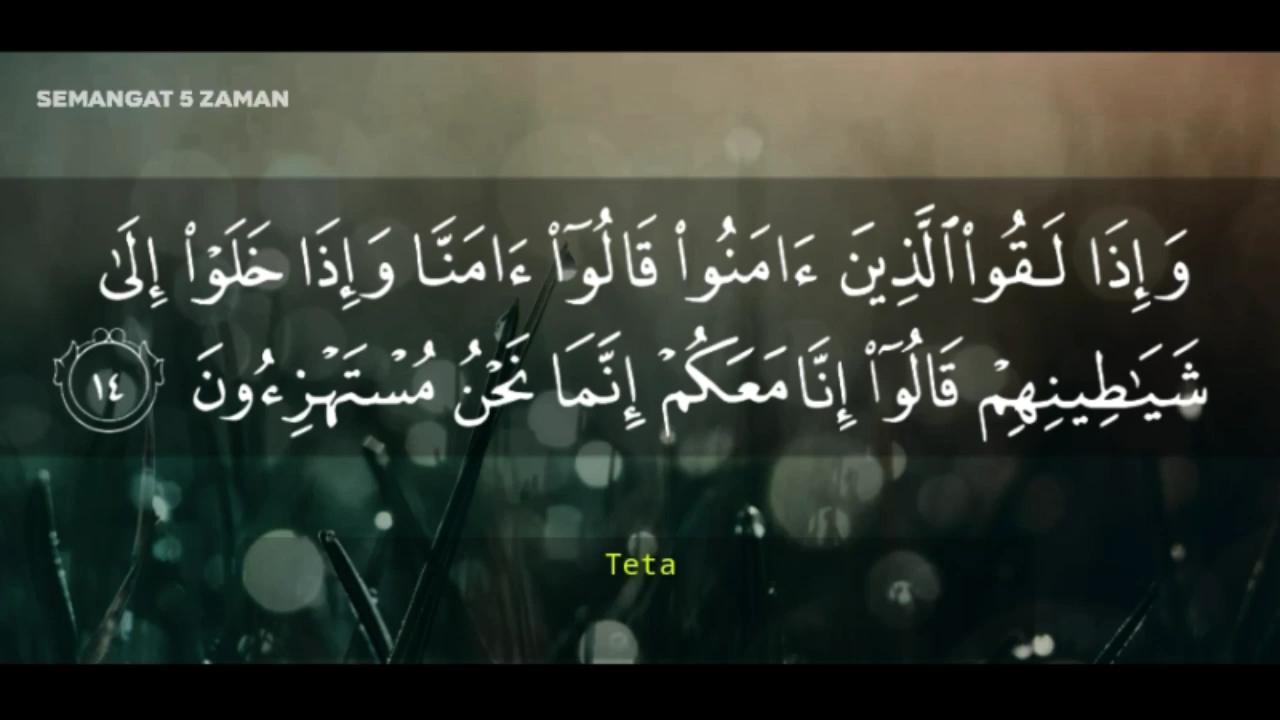 SEMANGAT 5 ZAMAN
وَإِذَا لَقُوا۟ ٱلَّذِينَ ءَامَنُوا۟ قَالُوٓا۟ ءَامَنَّا وَإِذَا خَلَوْا۟ إِلَىٰ
شَيَـٰطِينِهِمْ قَالُوٓا۟ إِنَّا مَعَكُمْ إِنَّمَا نَحْنُ مُسْتَهْزِءُونَ ١٤
Teta